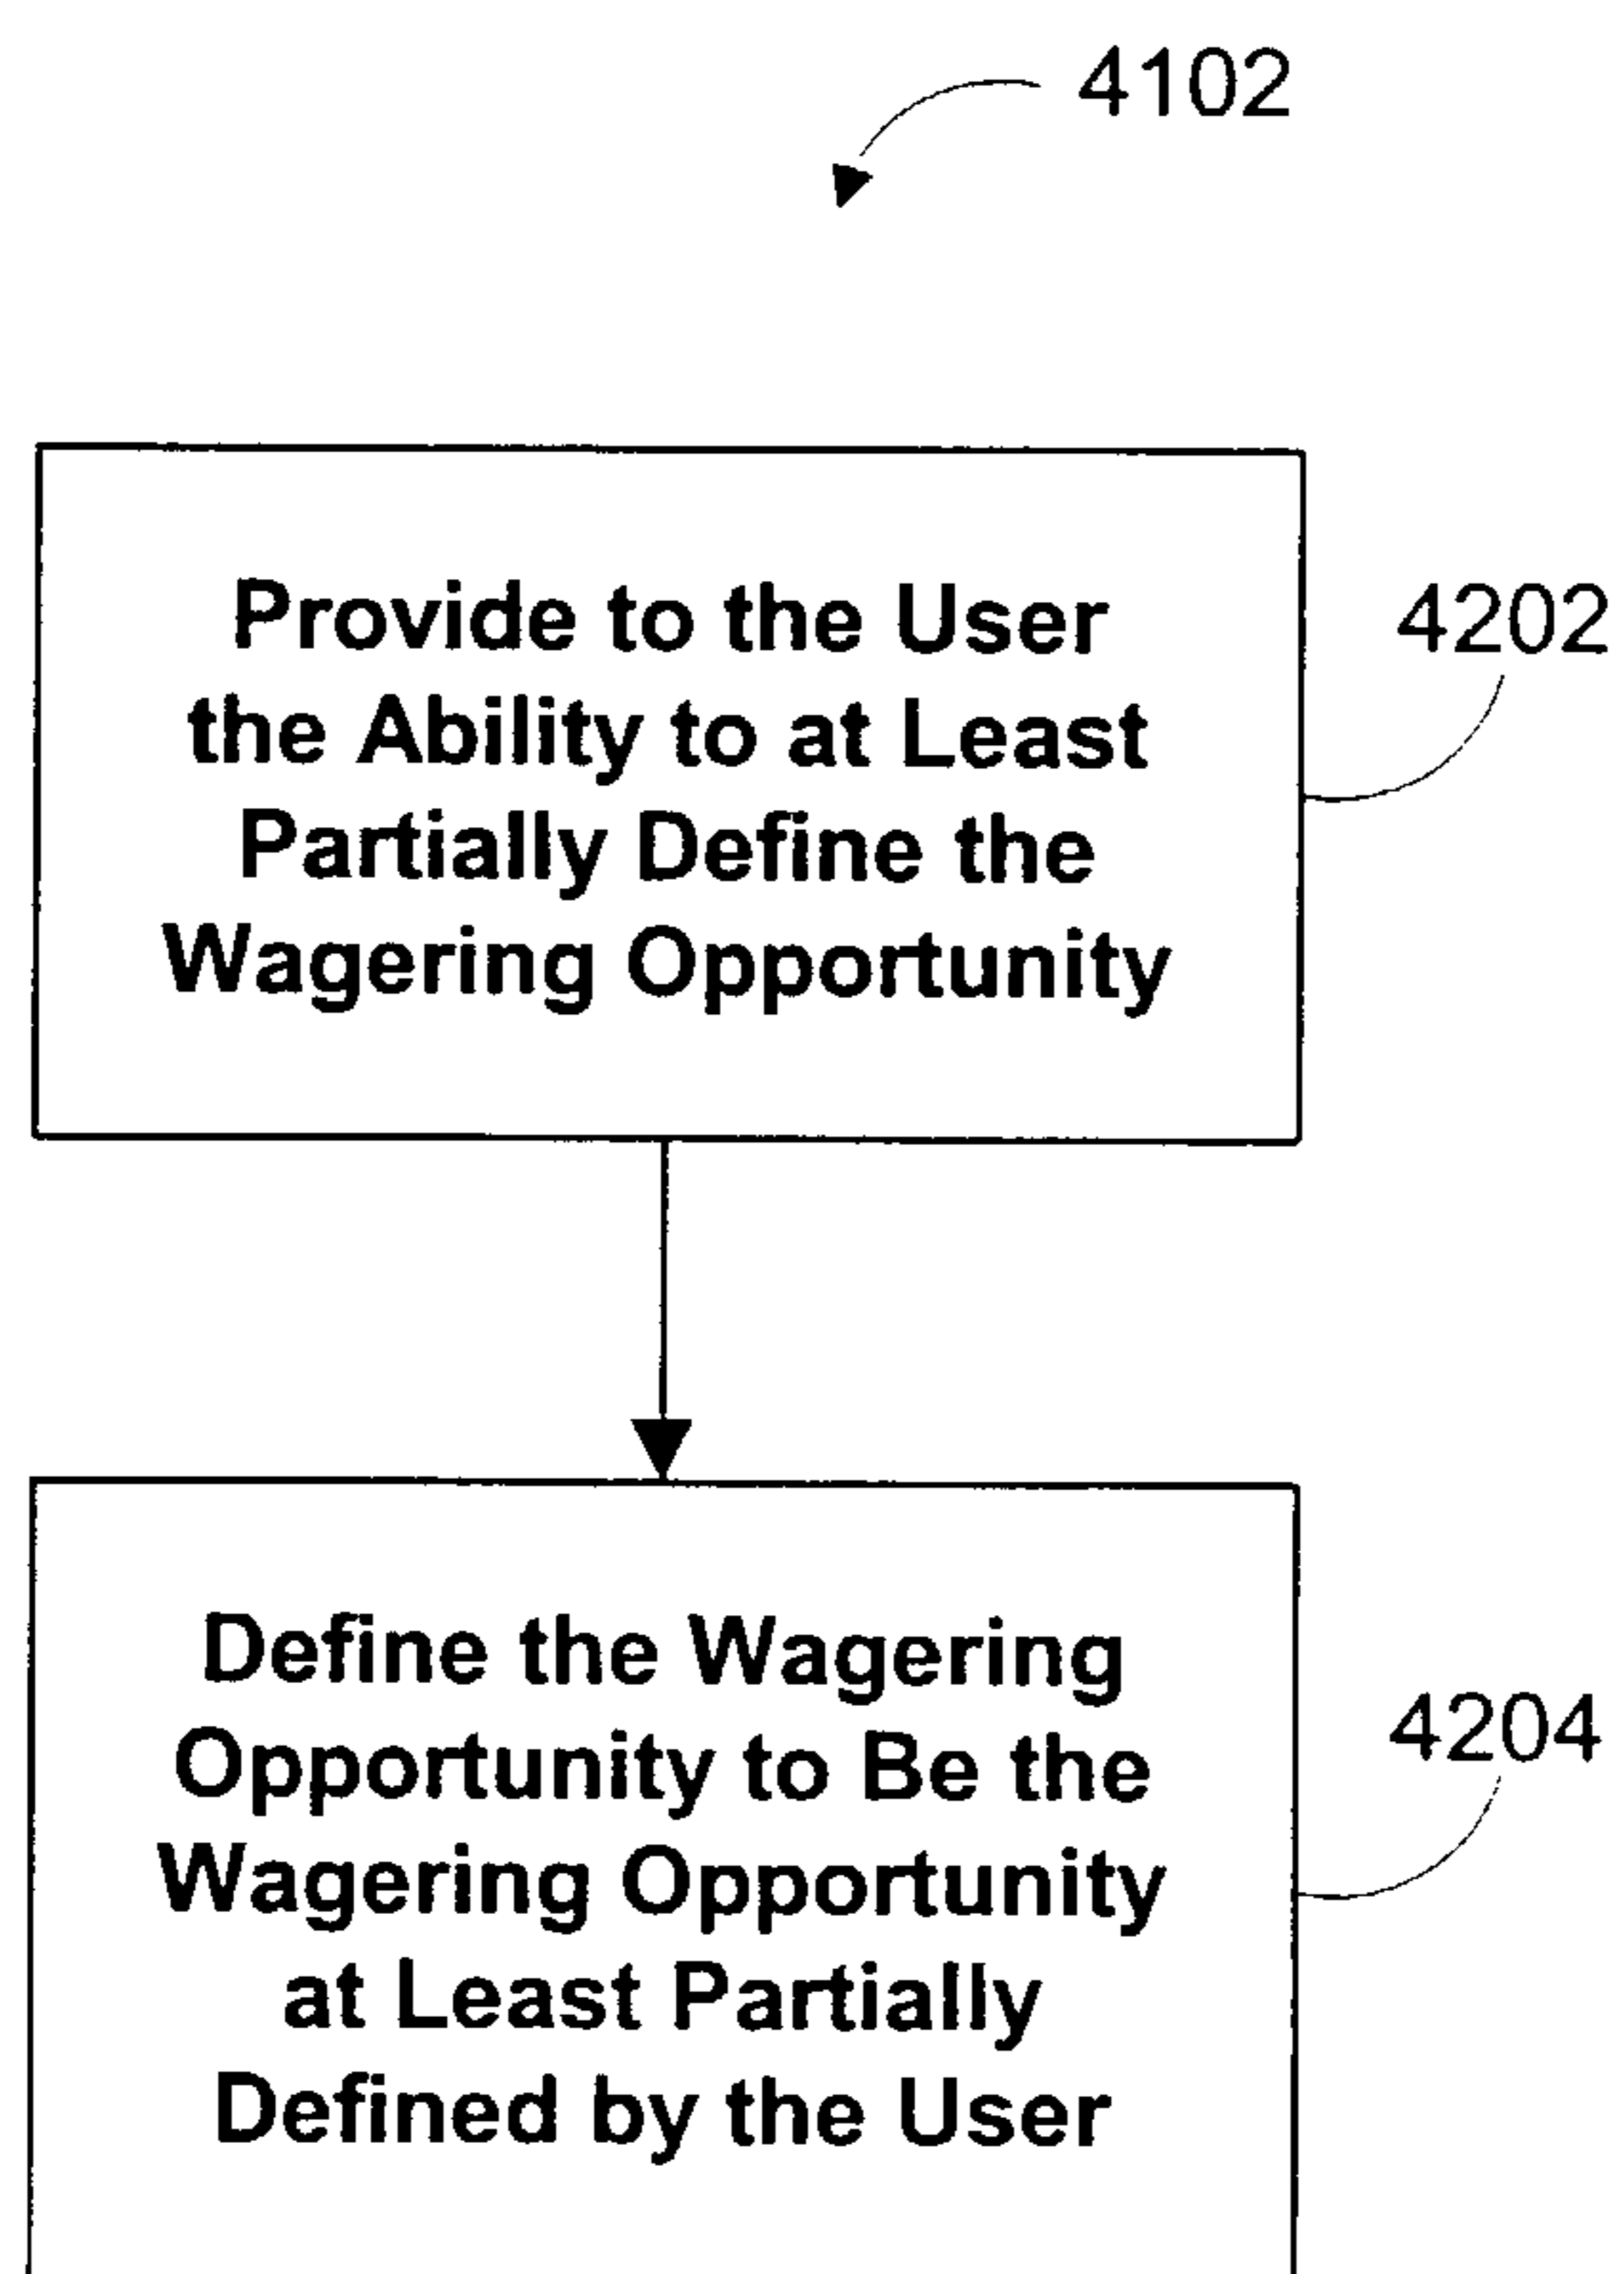 4102
Provide to the User
the Ability to at Least
Partially Define the
Wagering Opportunity
4202
Define the Wagering
Opportunity to Be the
Wagering Opportunity
at Least Partially
Defined by the User
4204